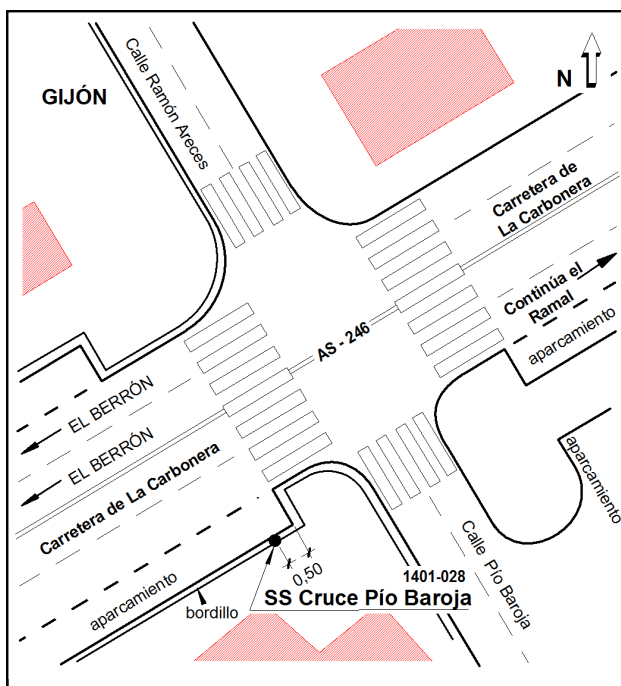 Calle Ramón Areces
GIJÓN
N
Carretera de
La Carbonera
Continúa el
Ramal
aparcamiento
AS - 246
EL BERRÓN
EL BERRÓN
Carretera de La Carbonera
aparcamiento
aparcamiento
bordillo
0,50
1401-028
SS Cruce Pío Baroja
Calle Pío Baroja